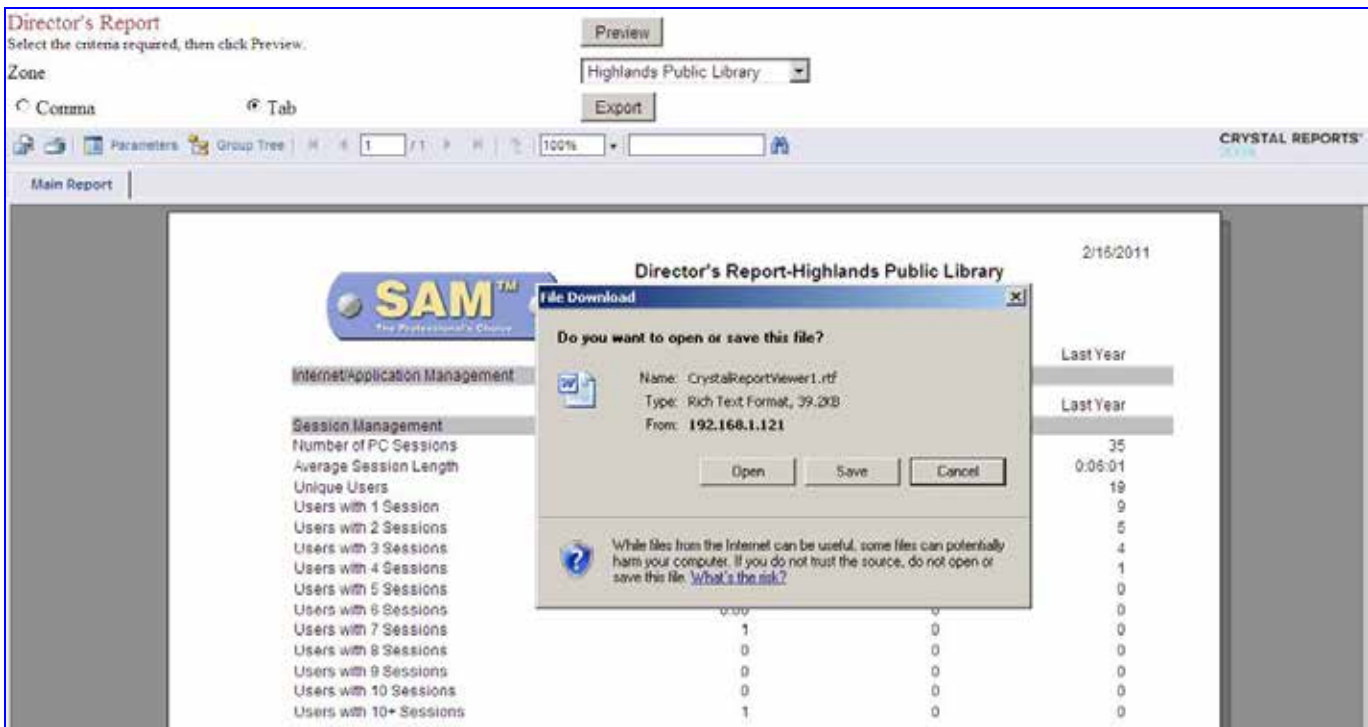 Director's Report
Preview
Select the criteria required, then click Preview.
Zone
Highlands Public Library
Comma
Tab
Export
Parameters
Group Tree
1
/1
100%
CRYSTAL REPORTS
Main Report
2/16/2011
Director's Report-Highlands Public Library
SAM™
The Professional's Choice
File Download
Do you want to open or save this file?
Name: CrystalReportViewer1.rtf
Type: Rich Text Format, 39.2KB
From: 192.168.1.121
Open
Save
Cancel
While files from the Internet can be useful, some files can potentially
harm your computer. If you do not trust the source, do not open or
save this file. What's the risk?
Last Year
Internet/Application Management
Last Year
Session Management
Number of PC Sessions 35
Average Session Length 0:06:01
Unique Users 19
Users with 1 Session 9
Users with 2 Sessions 5
Users with 3 Sessions 4
Users with 4 Sessions 1
Users with 5 Sessions 0
Users with 6 Sessions 0:00 0 0
Users with 7 Sessions 1 0 0
Users with 8 Sessions 0 0 0
Users with 9 Sessions 0 0 0
Users with 10 Sessions 0 0 0
Users with 10+ Sessions 1 0 0